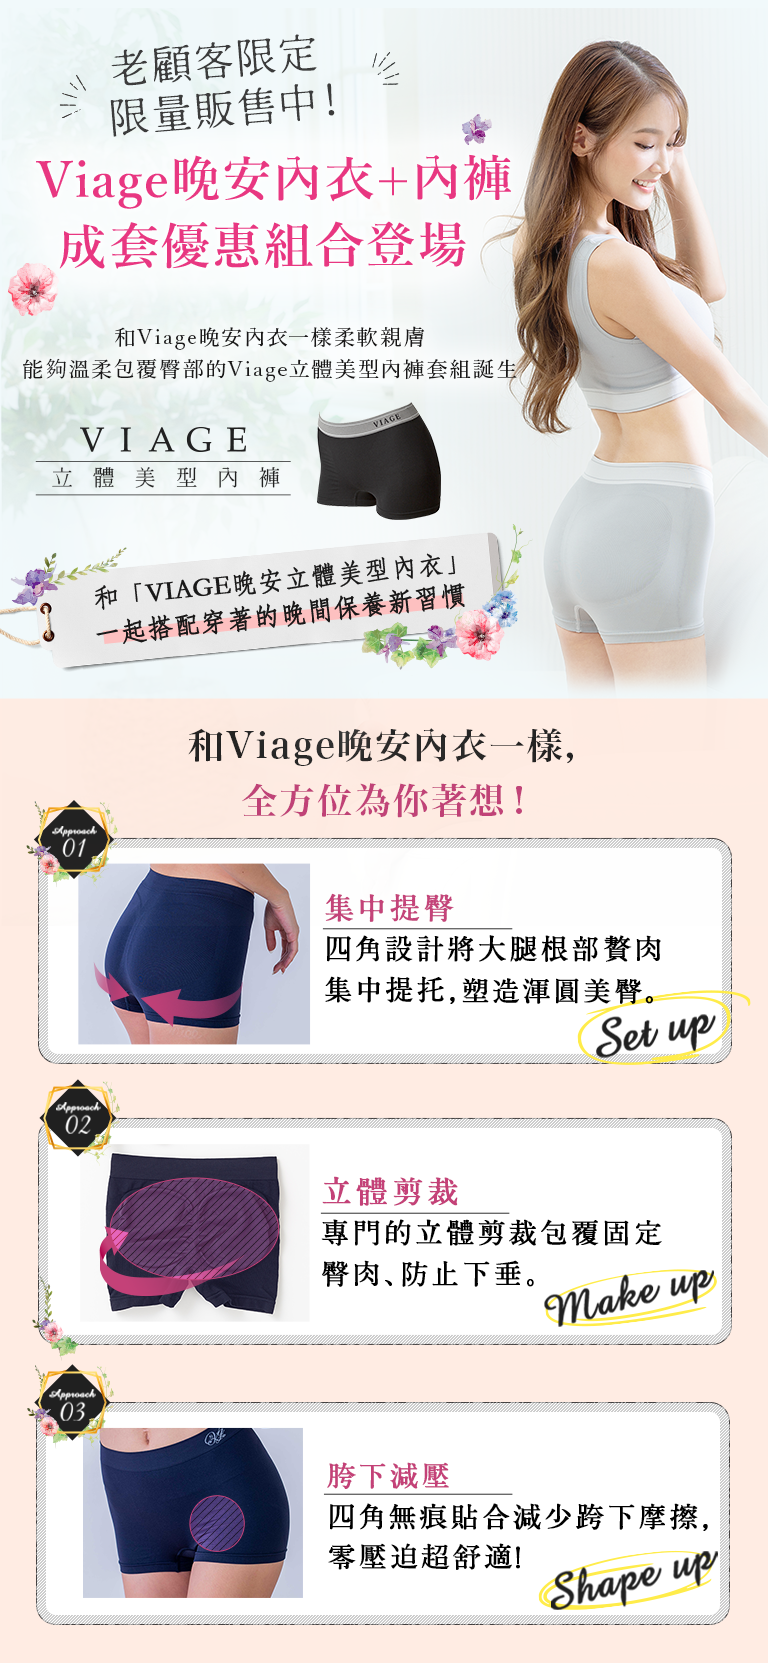 老顧客限定
限量販售中!
Viage晚安內衣+內褲
成套優惠組合登場
和Viage晚安內衣一樣柔軟親膚
能夠溫柔包覆臀部的Viage立體美型內褲套組誕生
VIAGE
VIAGE
立體美型內褲
和「VIAGE晚安立體美型內衣」
一起搭配穿著的晚間保養新習慣
和Viage晚安內衣一樣,
全方位為你著想!
Approach
01
集中提臀
四角設計將大腿根部贅肉
集中提托,塑造渾圓美臀。
Set up
Approach
02
立體剪裁
專門的立體剪裁包覆固定
臀肉、防止下垂。
Make up
Approach
03
胯下減壓
四角無痕貼合減少跨下摩擦,
零壓迫超舒適!
Shape up